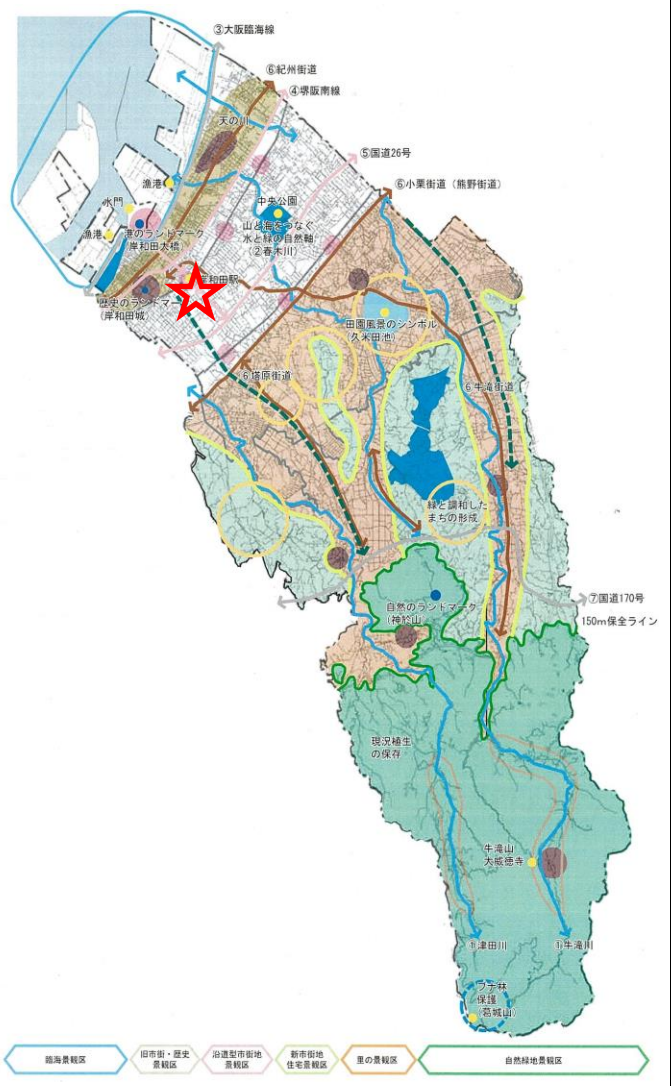 ③大阪臨海線
⑥紀州街道
④堺阪南線
天の川
⑤国道26号
漁港
⑥小栗街道（熊野街道）
水門
中央公園
漁港
港のランドマーク
（岸和田大橋）
山と海をつなぐ
水と緑の自然軸
（②春木川）
岸和田駅
歴史のランドマーク
（岸和田城）
田園風景のシンボル
（久米田池）
⑥塔原街道
⑥牛滝街道
緑と調和した
まちの形成
⑦国道170号
自然のランドマーク
（神於山）
150m保全ライン
現況植生
の保存
牛滝山
大威徳寺
①津田川
①牛滝川
ブナ林
保護
（葛城山）
臨海景観区
旧市街・歴史
景観区
沿道型市街地
景観区
新市街地
住宅景観区
里の景観区
自然緑地景観区